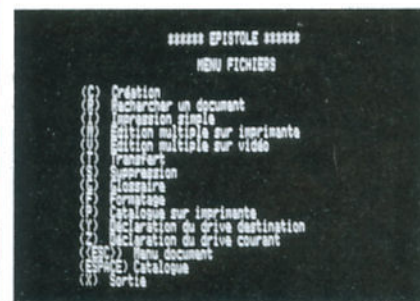 ****** EPISTOLE ******
MENU FICHIERS
(C) Création
Rechercher un document
Impression simple
Edition multiple sur imprimante
Edition multiple sur vidéo
Transfert
(S) Suppression
Glossaire
(F) Formatage
Catalogue sur imprimante
Déclaration du drive destination
Déclaration du drive courant
(ESC) Menu document
(ESPACE) Catalogue
(X) Sortie